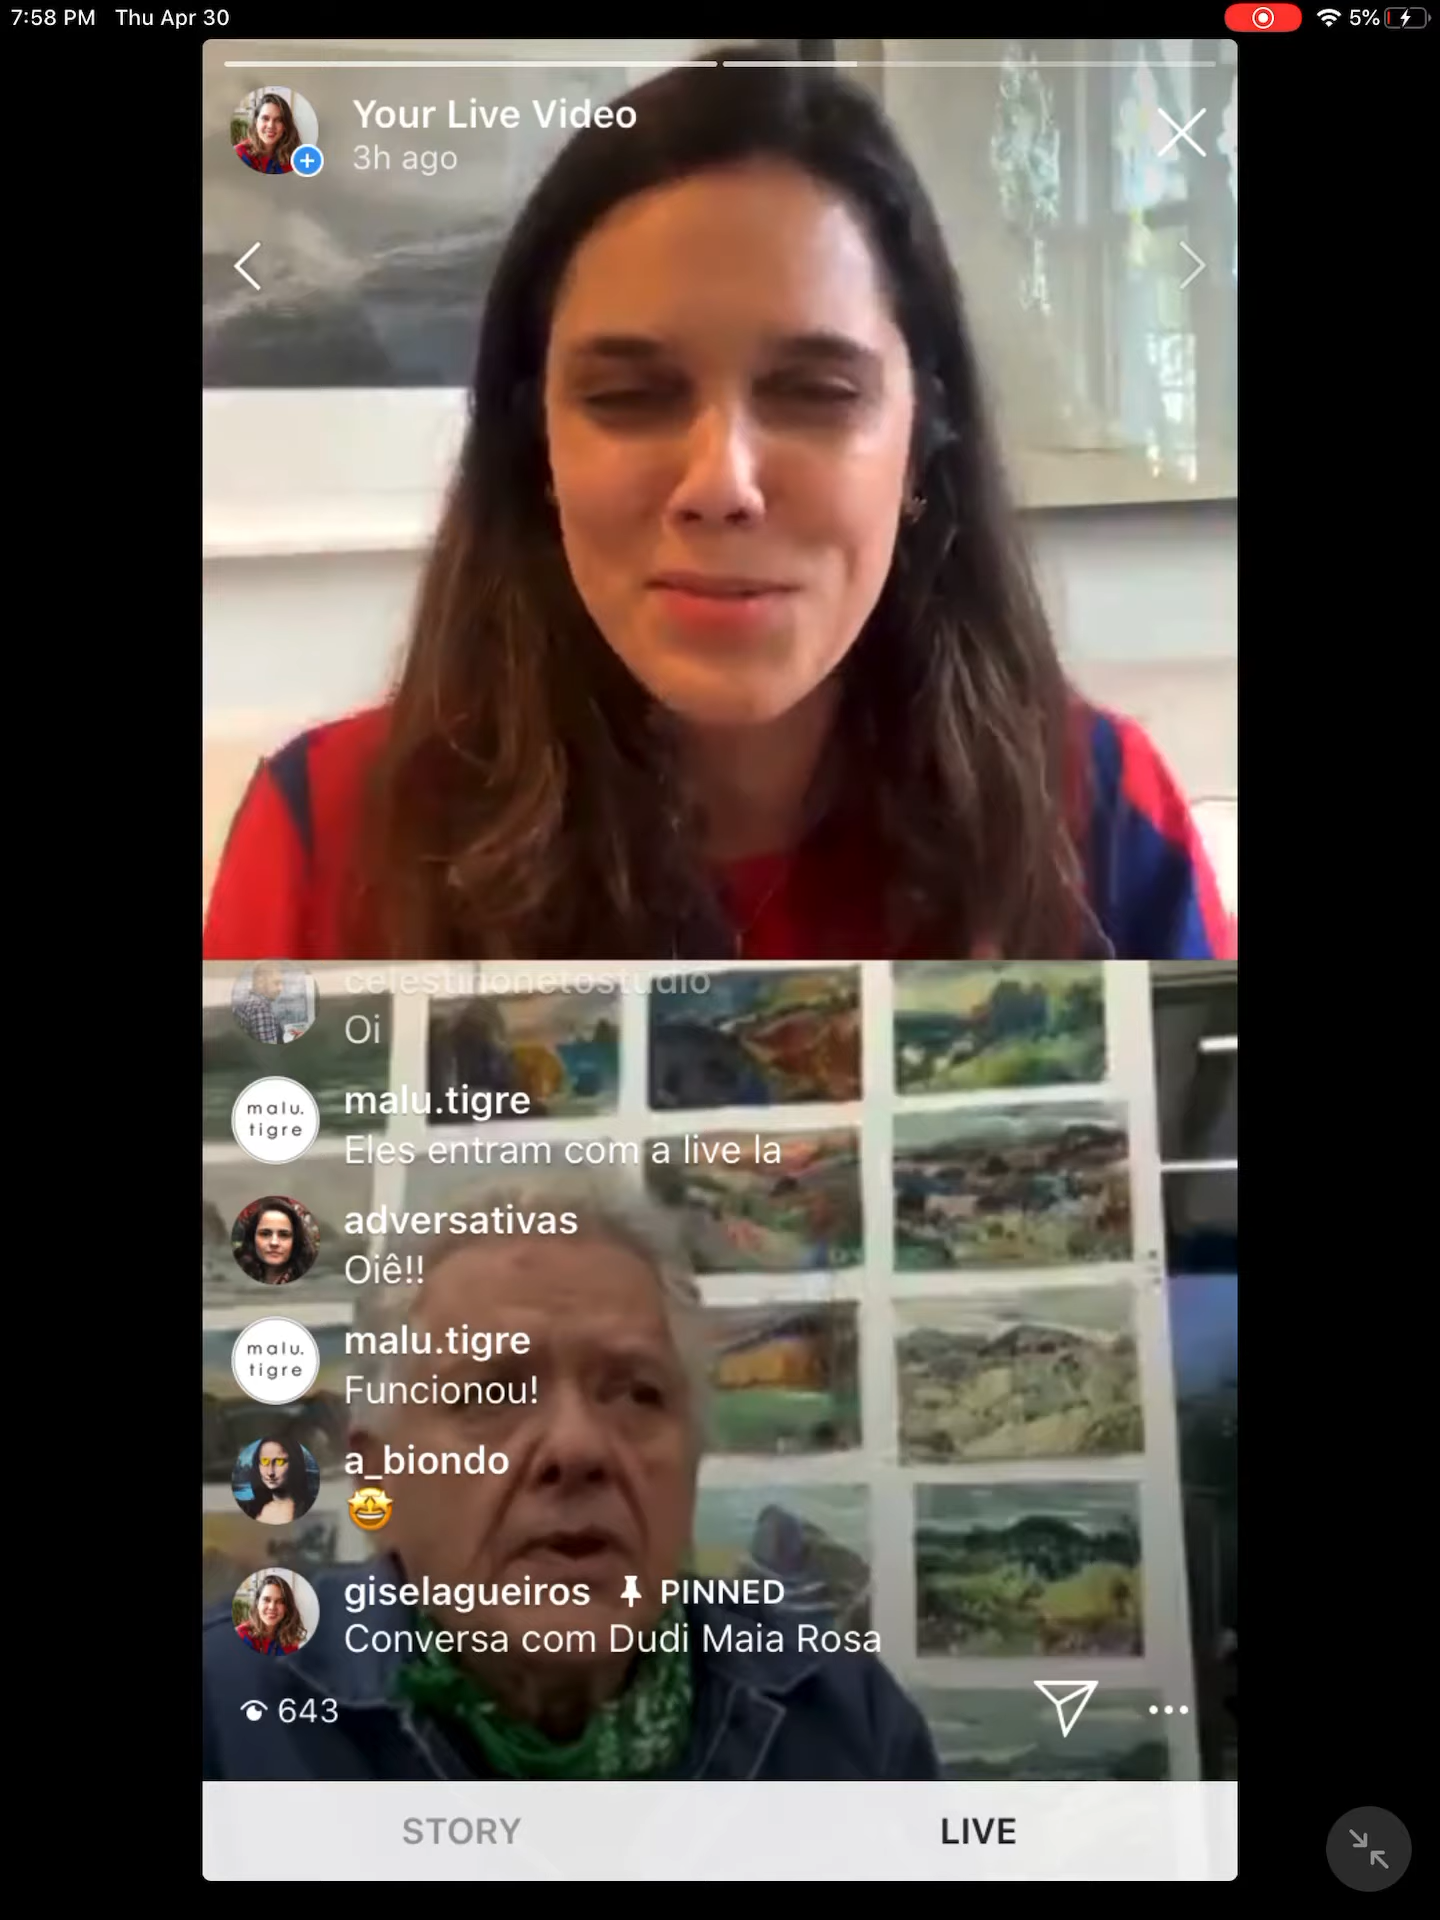 7:58 PM Thu Apr 30
5%
Your Live Video
3h ago
celestinonetostudio
Oi
malu.
tigre
malu.tigre
Eles entram com a live la
adversativas
Oiê!!
malu.
tigre
malu.tigre
Funcionou!
a_biondo
giselagueiros PINNED
Conversa com Dudi Maia Rosa
643
STORY
LIVE